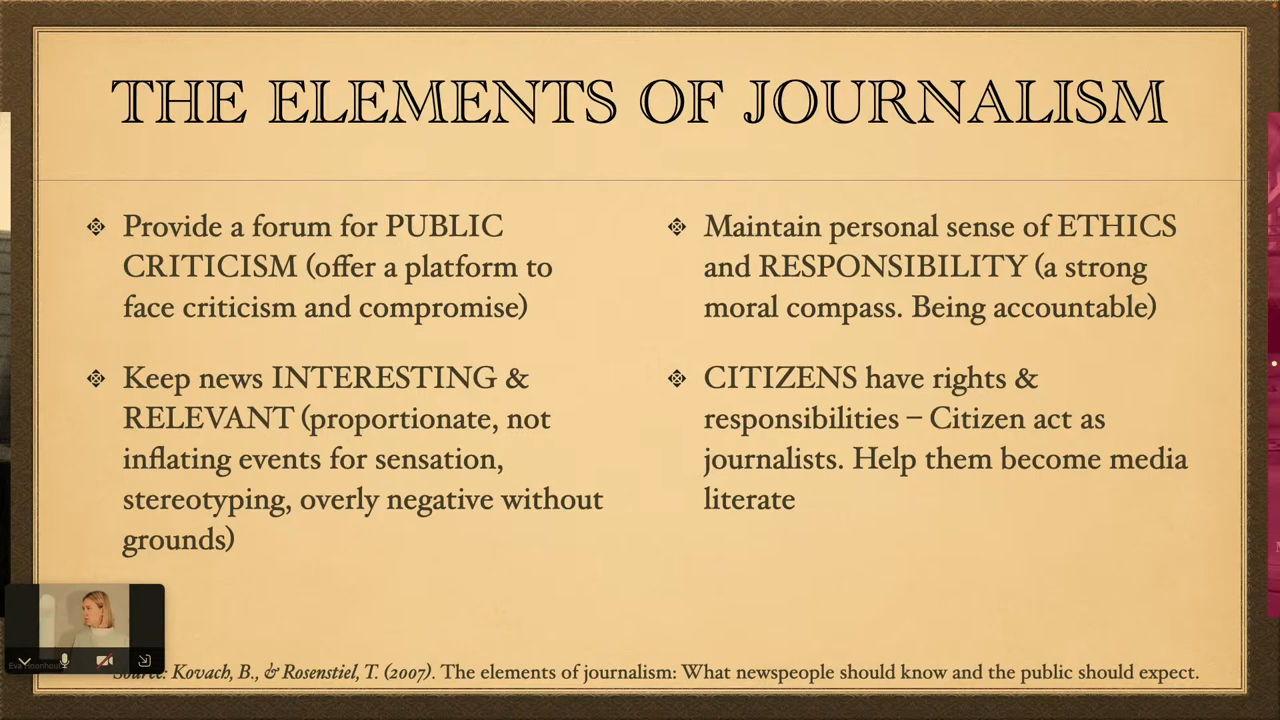 THE ELEMENTS OF JOURNALISM
Provide a forum for PUBLIC
CRITICISM (offer a platform to
face criticism and compromise)
Keep news INTERESTING &
RELEVANT (proportionate, not
inflating events for sensation,
stereotyping, overly negative without
grounds)
Maintain personal sense of ETHICS
and RESPONSIBILITY (a strong
moral compass. Being accountable)
CITIZENS have rights &
responsibilities – Citizen act as
journalists. Help them become media
literate
Source: Kovach, B., & Rosenstiel, T. (2007). The elements of journalism: What newspeople should know and the public should expect.